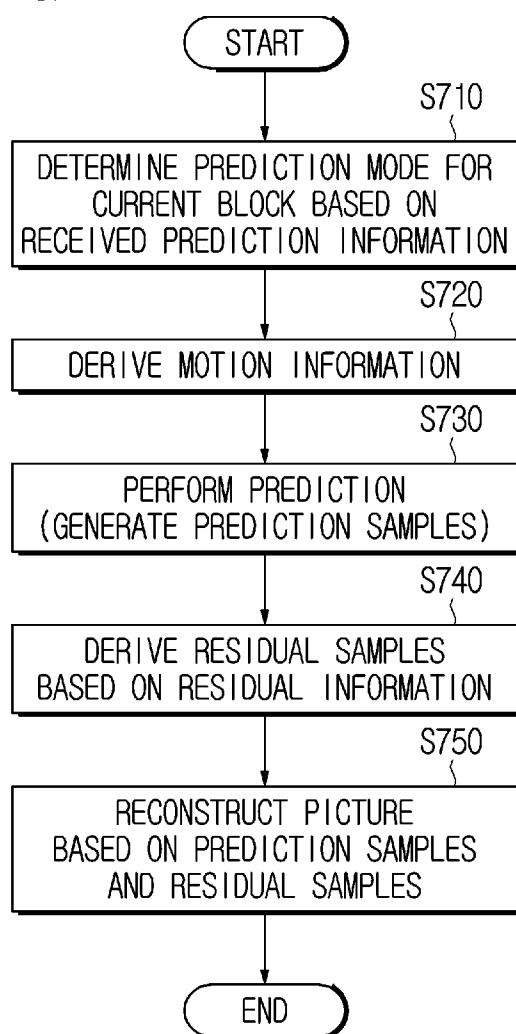 START
S710
DETERMINE PREDICTION MODE FOR
CURRENT BLOCK BASED ON
RECEIVED PREDICTION INFORMATION
S720
DERIVE MOTION INFORMATION
S730
PERFORM PREDICTION
(GENERATE PREDICTION SAMPLES)
S740
DERIVE RESIDUAL SAMPLES
BASED ON RESIDUAL INFORMATION
S750
RECONSTRUCT PICTURE
BASED ON PREDICTION SAMPLES
AND RESIDUAL SAMPLES
END